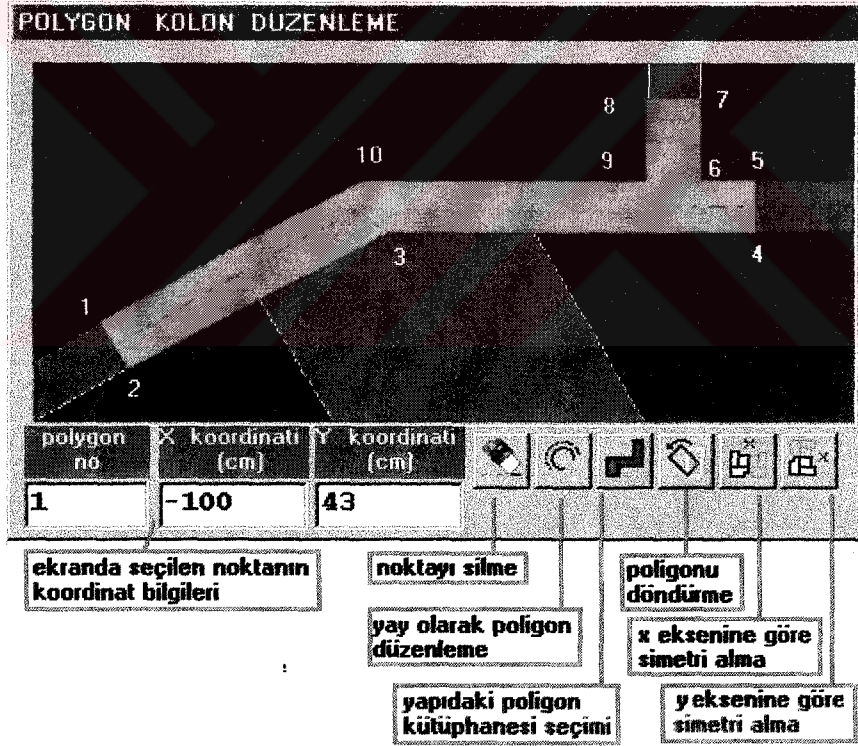 POLYGON KOLON DUZENLEME
8
7
10
9
6
5
3
4
1
2
polygon no
X koordinati (cm)
Y koordinati (cm)
1
-100
43
ekranda seçilen noktanın
koordinat bilgileri
noktayı silme
poligonu
döndürme
yay olarak poligon
düzenleme
x eksenine göre
simetri alma
yapıdaki poligon
kütüphanesi seçimi
y eksenine göre
simetri alma